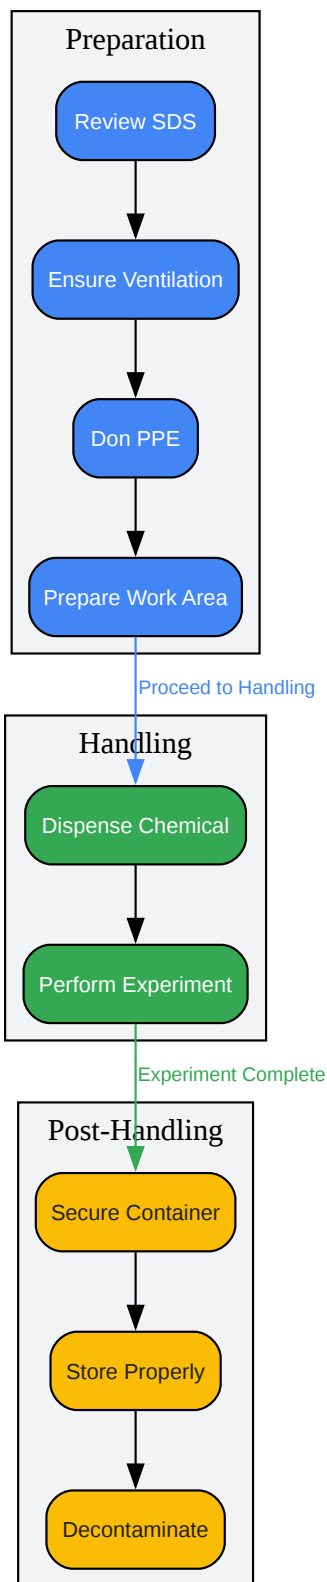 Preparation
Review SDS
Ensure Ventilation
Don PPE
Prepare Work Area
Proceed to Handling
Handling
Dispense Chemical
Perform Experiment
Experiment Complete
Post-Handling
Secure Container
Store Properly
Decontaminate